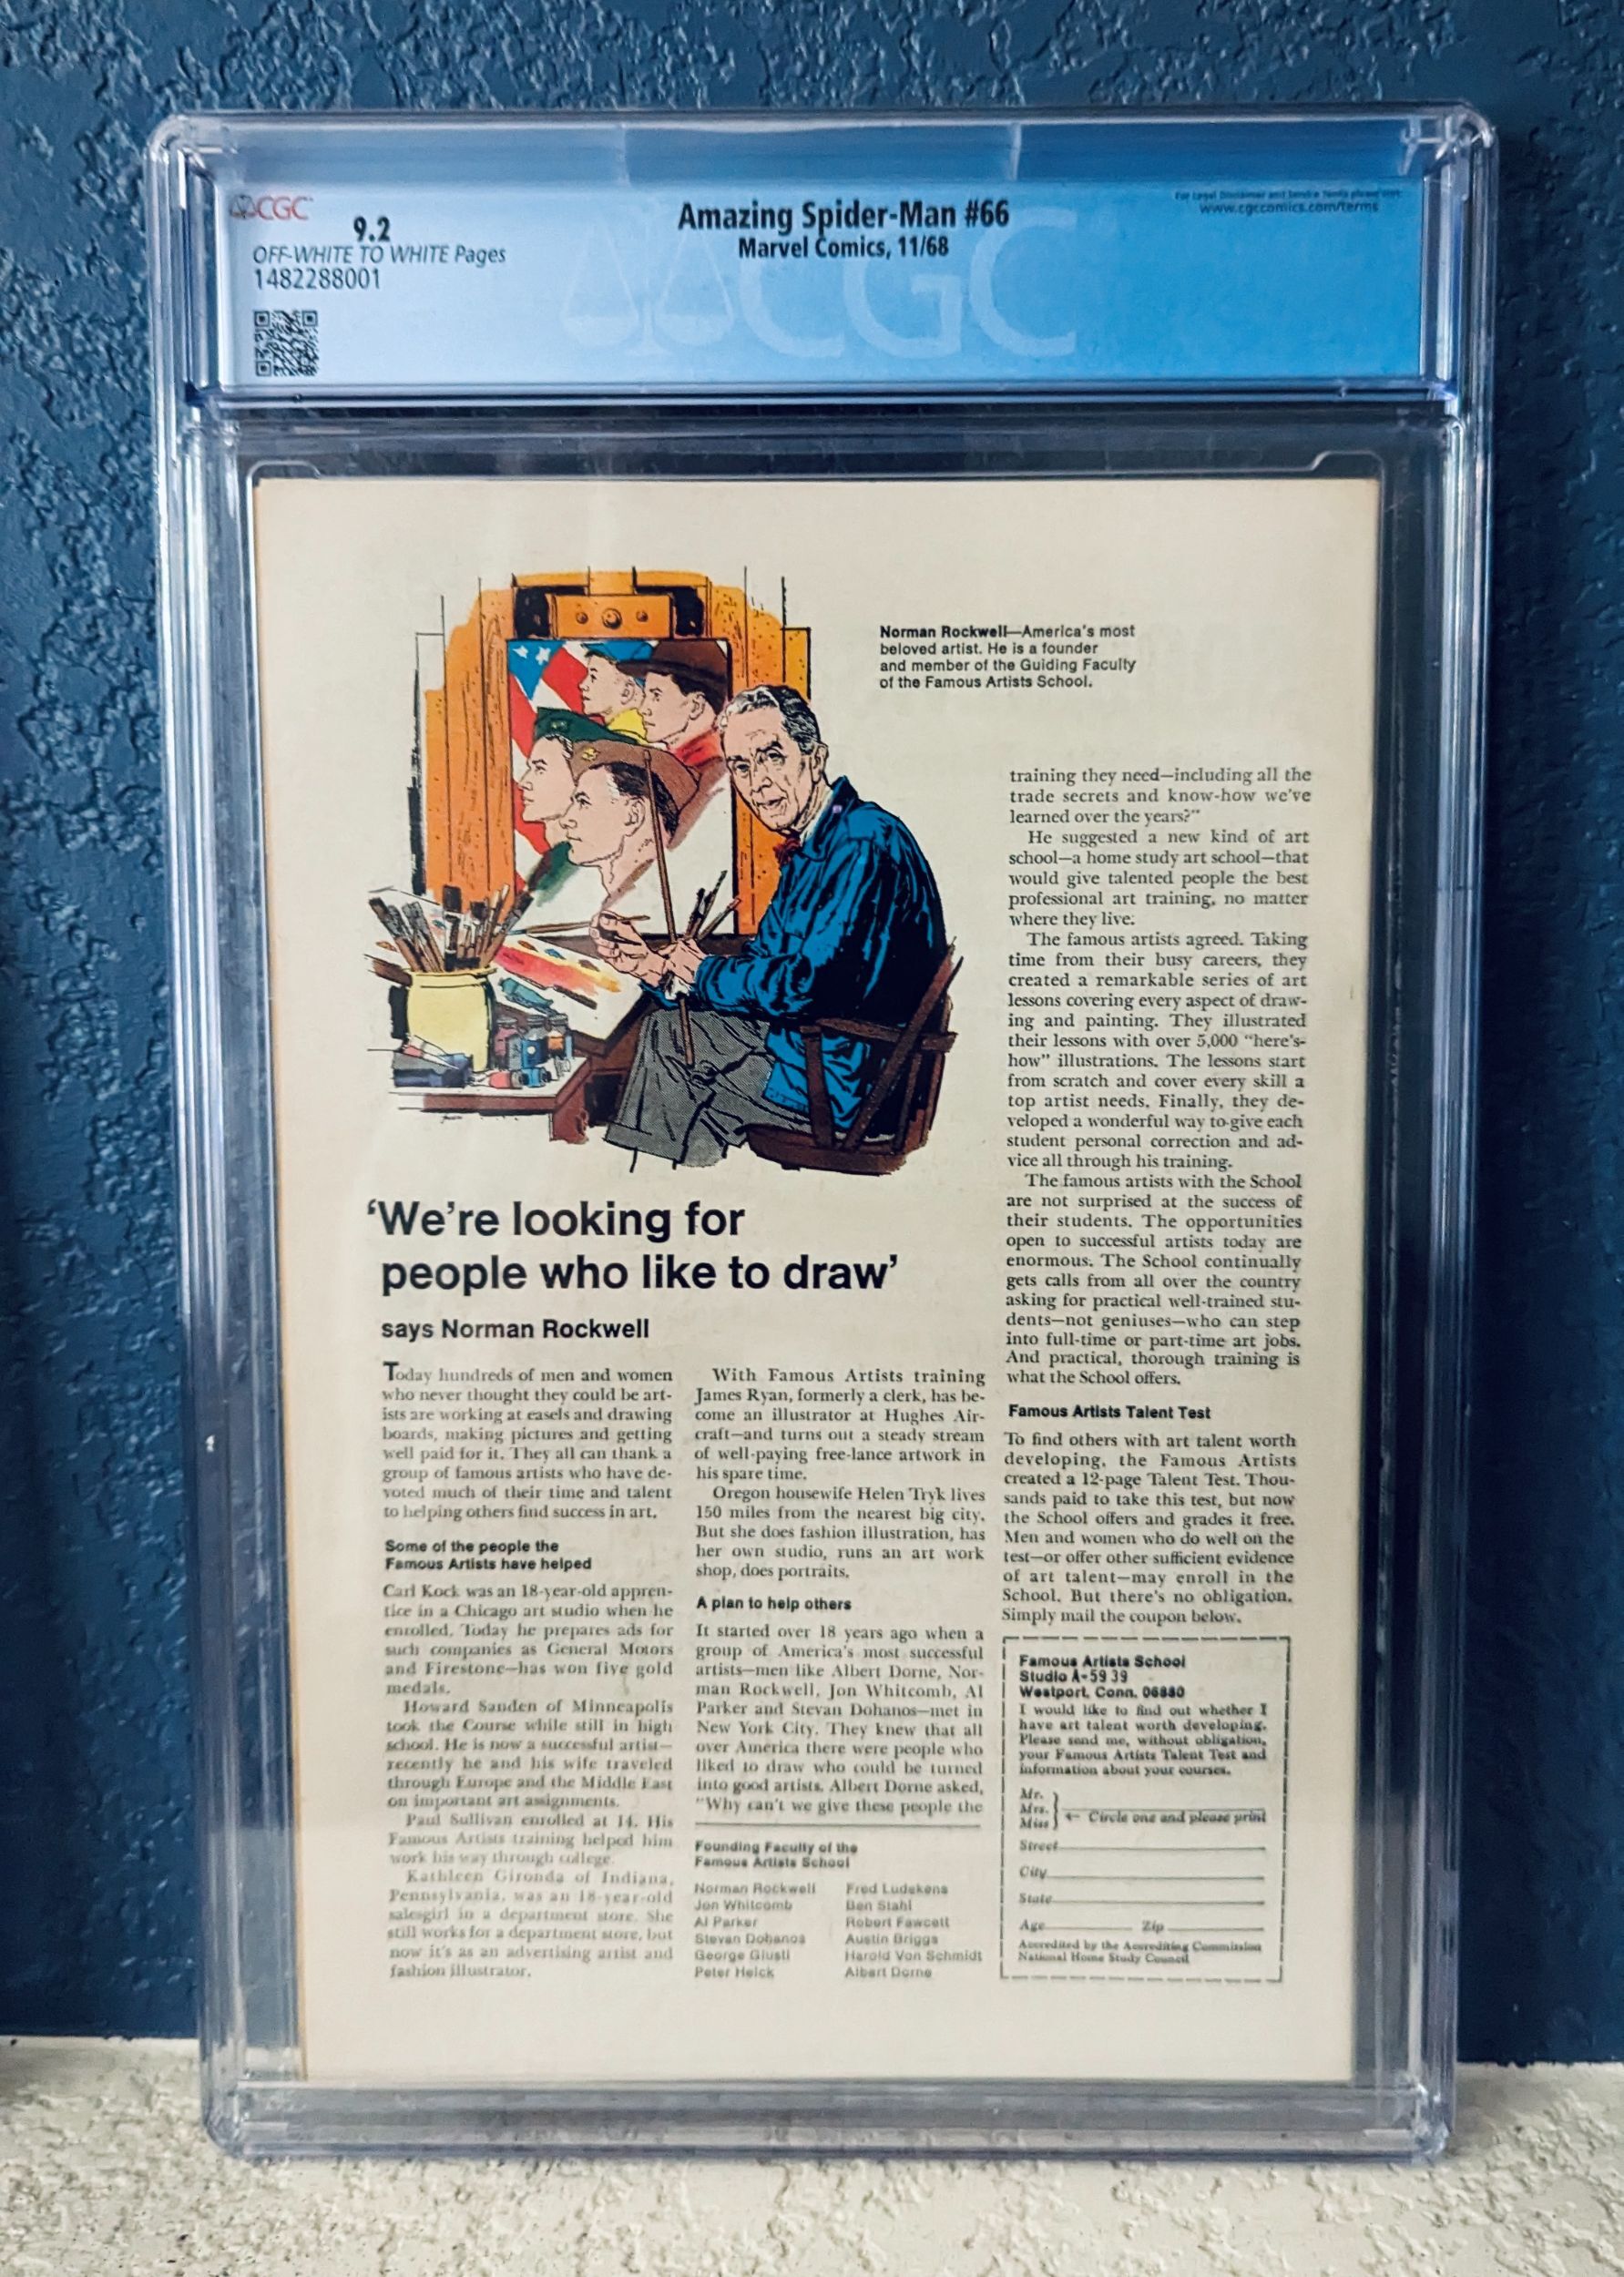 CGC
9.2
OFF-WHITE TO WHITE Pages
1482288001
Amazing Spider-Man #66
Marvel Comics, 11/68
For Legal Disclaimer and Service Terms please visit:
www.cgccomics.com/terms
CGC
Norman Rockwell—America's most
beloved artist. He is a founder
and member of the Guiding Faculty
of the Famous Artists School.
‘We’re looking for
people who like to draw’
says Norman Rockwell
Today hundreds of men and women
who never thought they could be art-
ists are working at easels and drawing
boards, making pictures and getting
well paid for it. They all can thank a
group of famous artists who have de-
voted much of their time and talent
to helping others find success in art.
Some of the people the
Famous Artists have helped
Carl Kock was an 18-year-old appren-
tice in a Chicago art studio when he
enrolled. Today he prepares ads for
such companies as General Motors
and Firestone—has won five gold
medals.
Howard Sanden of Minneapolis
took the Course while still in high
school. He is now a successful artist—
recently he and his wife traveled
through Europe and the Middle East
on important art assignments.
Paul Sullivan enrolled at 14. His
Famous Artists training helped him
work his way through college.
Kathleen Gironda of Indiana,
Pennsylvania, was an 18-year-old
salesgirl in a department store. She
still works for a department store, but
now it's as an advertising artist and
fashion illustrator.
With Famous Artists training
James Ryan, formerly a clerk, has be-
come an illustrator at Hughes Air-
craft—and turns out a steady stream
of well-paying free-lance artwork in
his spare time.
Oregon housewife Helen Tryk lives
150 miles from the nearest big city.
But she does fashion illustration, has
her own studio, runs an art work
shop, does portraits.
A plan to help others
It started over 18 years ago when a
group of America's most successful
artists—men like Albert Dorne, Nor-
man Rockwell, Jon Whitcomb, Al
Parker and Stevan Dohanos—met in
New York City. They knew that all
over America there were people who
liked to draw who could be turned
into good artists. Albert Dorne asked,
"Why can't we give these people the
Founding Faculty of the
Famous Artists School
Norman Rockwell
Jon Whitcomb
Al Parker
Stevan Dohanos
George Giusti
Peter Helck
Fred Ludekens
Ben Stahl
Robert Fawcett
Austin Briggs
Harold Von Schmidt
Albert Dorne
training they need—including all the
trade secrets and know-how we've
learned over the years?"
He suggested a new kind of art
school—a home study art school—that
would give talented people the best
professional art training, no matter
where they live.
The famous artists agreed. Taking
time from their busy careers, they
created a remarkable series of art
lessons covering every aspect of draw-
ing and painting. They illustrated
their lessons with over 5,000 "here's-
how" illustrations. The lessons start
from scratch and cover every skill a
top artist needs. Finally, they de-
veloped a wonderful way to give each
student personal correction and ad-
vice all through his training.
The famous artists with the School
are not surprised at the success of
their students. The opportunities
open to successful artists today are
enormous. The School continually
gets calls from all over the country
asking for practical well-trained stu-
dents—not geniuses—who can step
into full-time or part-time art jobs.
And practical, thorough training is
what the School offers.
Famous Artists Talent Test
To find others with art talent worth
developing, the Famous Artists
created a 12-page Talent Test. Thou-
sands paid to take this test, but now
the School offers and grades it free.
Men and women who do well on the
test—or offer other sufficient evidence
of art talent—may enroll in the
School. But there's no obligation.
Simply mail the coupon below.
Famous Artists School
Studio A-59 39
Westport, Conn. 06880
I would like to find out whether I
have art talent worth developing.
Please send me, without obligation,
your Famous Artists Talent Test and
information about your courses.
Mr.
Mrs.
Miss
← Circle one and please print
Street
City
State
Age Zip
Accredited by the Accrediting Commission
National Home Study Council